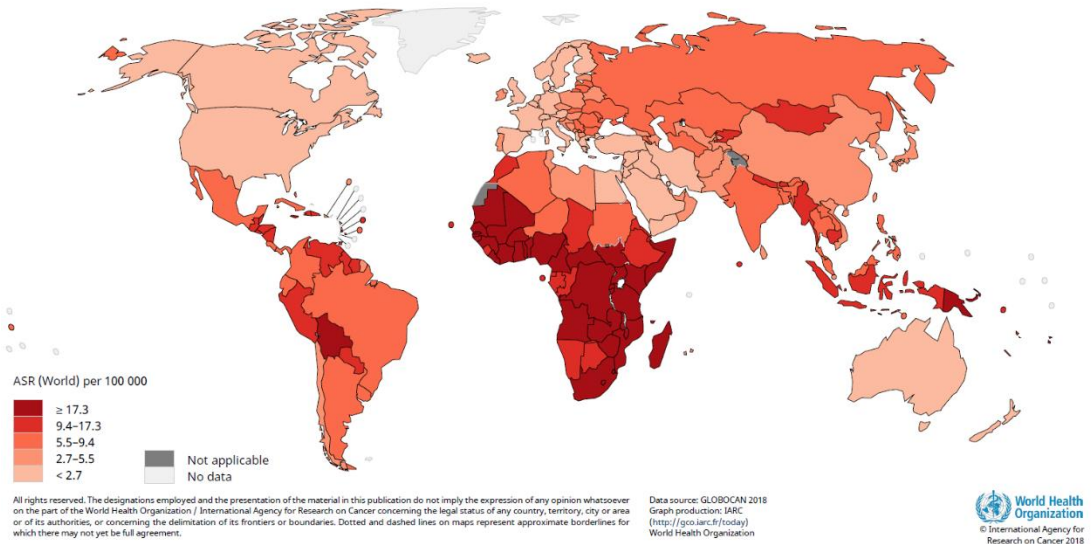 ASR (World) per 100 000
≥ 17.3
9.4–17.3
5.5–9.4
2.7–5.5
< 2.7
Not applicable
No data
All rights reserved. The designations employed and the presentation of the material in this publication do not imply the expression of any opinion whatsoever
on the part of the World Health Organization / International Agency for Research on Cancer concerning the legal status of any country, territory, city or area
or of its authorities, or concerning the delimitation of its frontiers or boundaries. Dotted and dashed lines on maps represent approximate borderlines for
which there may not yet be full agreement.
Data source: GLOBOCAN 2018
Graph production: IARC
(http://gco.iarc.fr/today)
World Health Organization
World Health
Organization
© International Agency for
Research on Cancer 2018